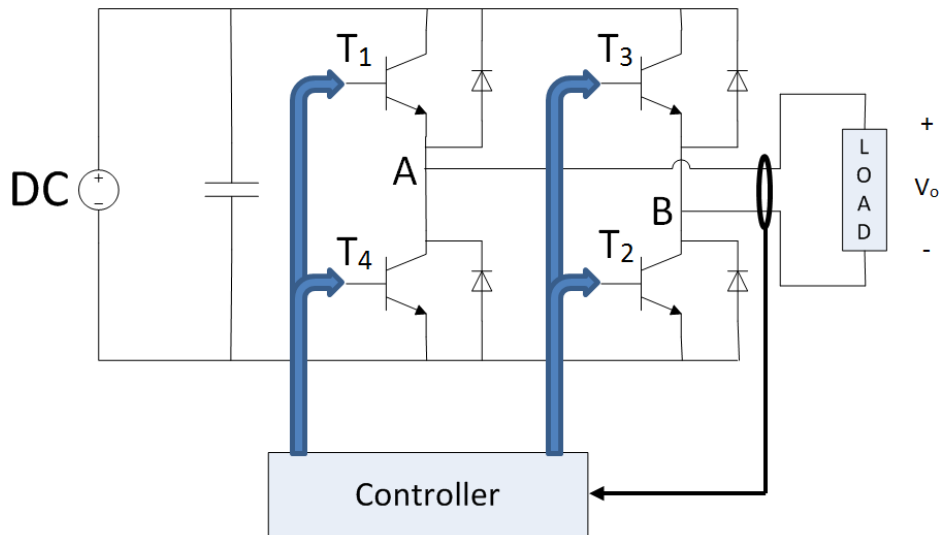 T₁
T₃
+
L
O
A
D
Vₒ
-
DC
+
−
A
B
T₄
T₂
Controller